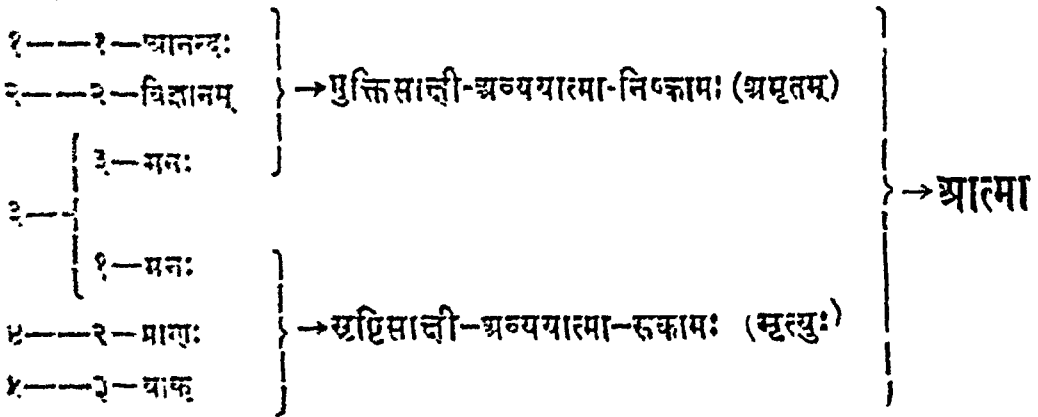 १——१—आनन्दः
२——२—विज्ञानम्
→मुक्तिसाक्षी-अव्ययात्मा-निष्कामः (अमृतम्)
३—मनः
३—
→आत्मा
१—मनः
४——२—प्राणः
→सृष्टिसाक्षी–अव्ययात्मा–सकामः (मृत्युः)
५——३—वाक्